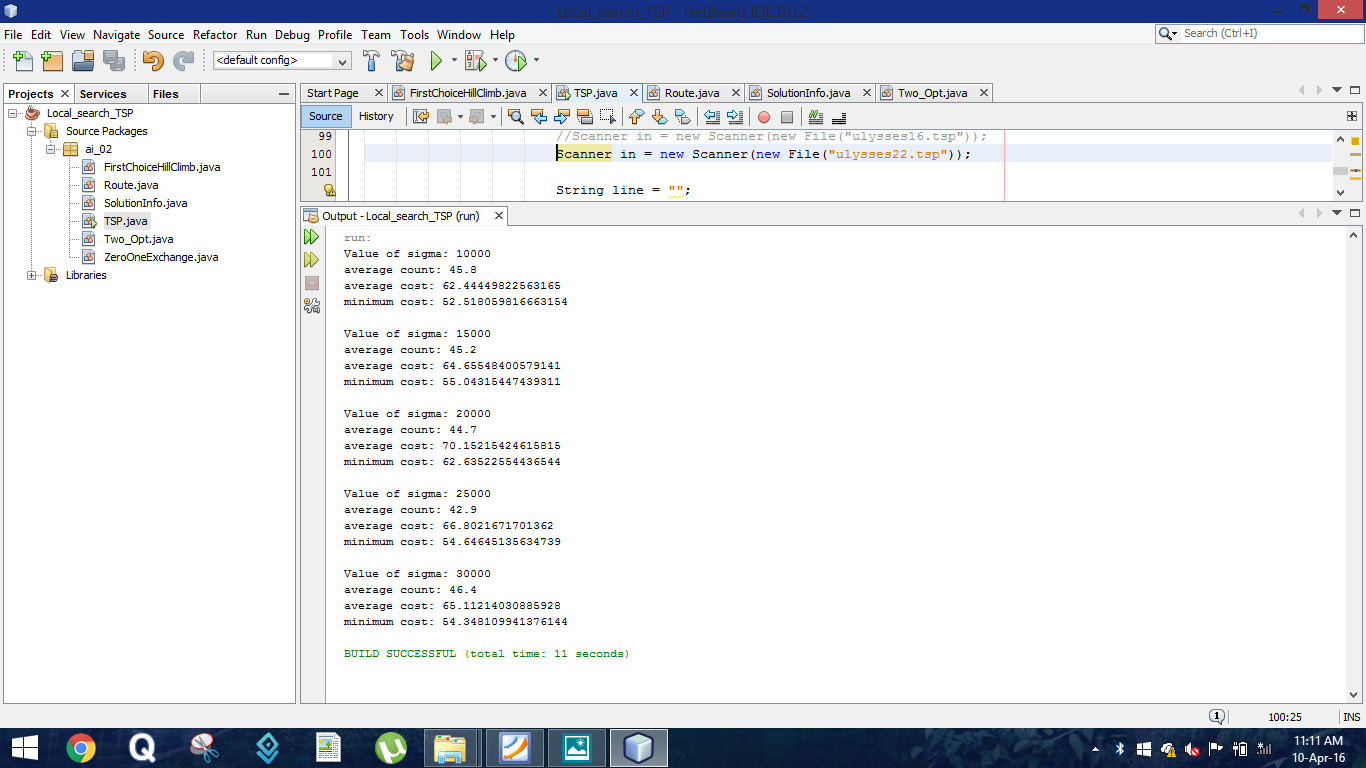 Local_search_TSP - NetBeans IDE 8.0.2
File Edit View Navigate Source Refactor Run Debug Profile Team Tools Window Help
Search (Ctrl+I)
<default config>
Projects Services Files
Local_search_TSP
Source Packages
ai_02
FirstChoiceHillClimb.java
Route.java
SolutionInfo.java
TSP.java
Two_Opt.java
ZeroOneExchange.java
Libraries
Start Page FirstChoiceHillClimb.java TSP.java Route.java SolutionInfo.java Two_Opt.java
Source History
99 //Scanner in = new Scanner(new File("ulysses16.tsp"));
100 Scanner in = new Scanner(new File("ulysses22.tsp"));
101
String line = "";
Output - Local_search_TSP (run)
run:
Value of sigma: 10000
average count: 45.8
average cost: 62.44449822563165
minimum cost: 52.518059816663154
Value of sigma: 15000
average count: 45.2
average cost: 64.65548400579141
minimum cost: 55.04315447439311
Value of sigma: 20000
average count: 44.7
average cost: 70.15215424615815
minimum cost: 62.63522554436544
Value of sigma: 25000
average count: 42.9
average cost: 66.8021671701362
minimum cost: 54.64645135634739
Value of sigma: 30000
average count: 46.4
average cost: 65.11214030885928
minimum cost: 54.348109941376144
BUILD SUCCESSFUL (total time: 11 seconds)
1 100:25 INS
11:11 AM
10-Apr-16